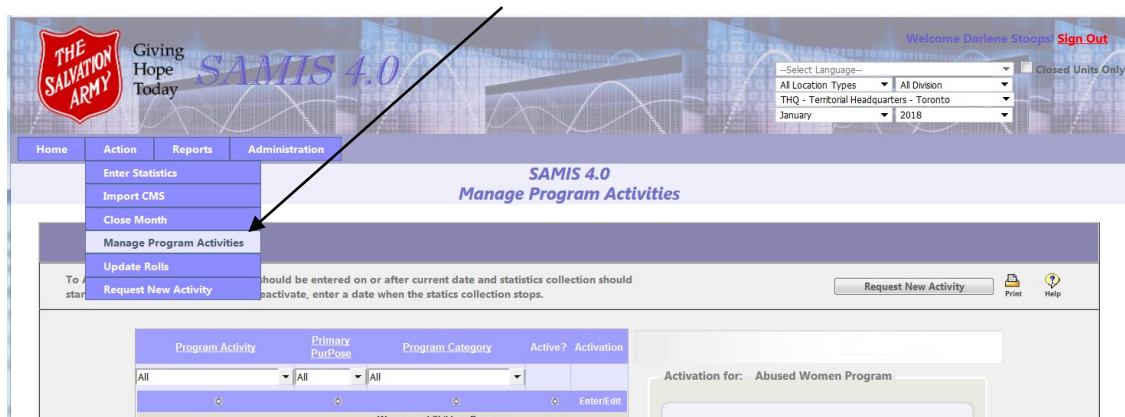 Welcome Darlene Stoops! Sign Out
THE SALVATION ARMY
Giving
Hope
Today
SAMIS 4.0
--Select Language--
Closed Units Only
All Location Types All Division
THQ - Territorial Headquarters - Toronto
January 2018
Home Action Reports Administration
Enter Statistics
Import CMS
Close Month
Manage Program Activities
Update Rolls
Request New Activity
SAMIS 4.0
Manage Program Activities
To should be entered on or after current date and statistics collection should
star eactivate, enter a date when the statics collection stops.
Request New Activity Print Help
Program Activity Primary PurPose Program Category Active? Activation
All All All
Enter/Edit
Activation for: Abused Women Program